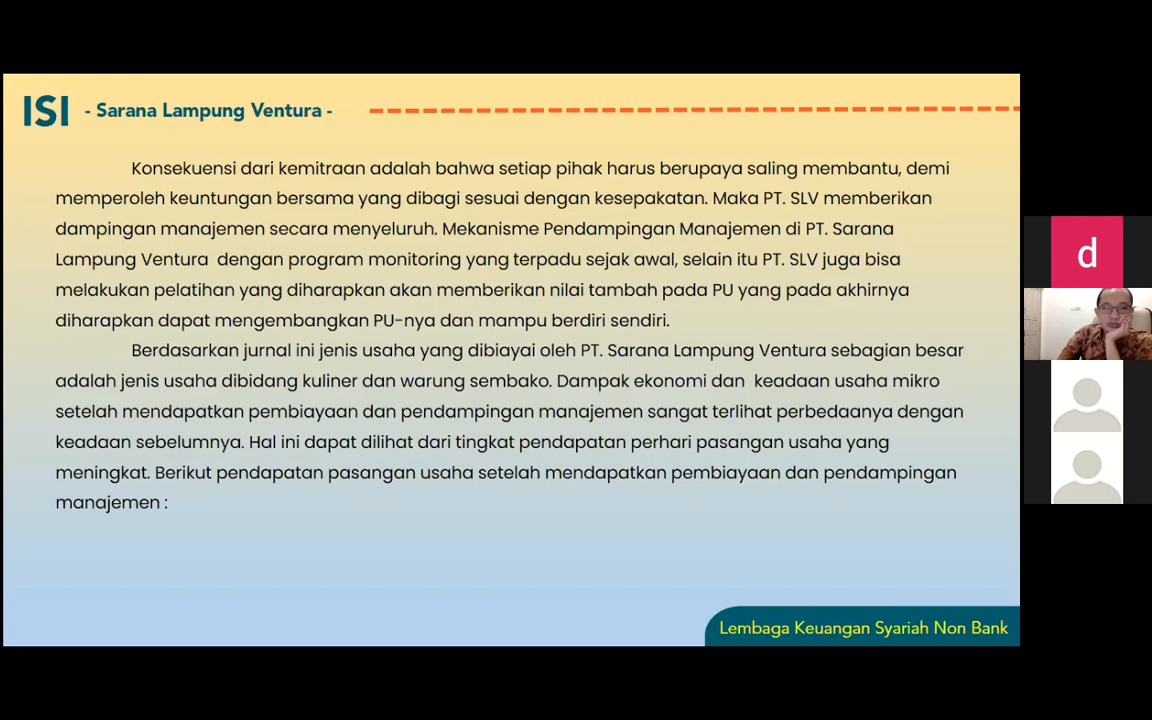 ISI - Sarana Lampung Ventura -
Konsekuensi dari kemitraan adalah bahwa setiap pihak harus berupaya saling membantu, demi
memperoleh keuntungan bersama yang dibagi sesuai dengan kesepakatan. Maka PT. SLV memberikan
dampingan manajemen secara menyeluruh. Mekanisme Pendampingan Manajemen di PT. Sarana
Lampung Ventura dengan program monitoring yang terpadu sejak awal, selain itu PT. SLV juga bisa
melakukan pelatihan yang diharapkan akan memberikan nilai tambah pada PU yang pada akhirnya
diharapkan dapat mengembangkan PU-nya dan mampu berdiri sendiri.
Berdasarkan jurnal ini jenis usaha yang dibiayai oleh PT. Sarana Lampung Ventura sebagian besar
adalah jenis usaha dibidang kuliner dan warung sembako. Dampak ekonomi dan keadaan usaha mikro
setelah mendapatkan pembiayaan dan pendampingan manajemen sangat terlihat perbedaanya dengan
keadaan sebelumnya. Hal ini dapat dilihat dari tingkat pendapatan perhari pasangan usaha yang
meningkat. Berikut pendapatan pasangan usaha setelah mendapatkan pembiayaan dan pendampingan
manajemen :
Lembaga Keuangan Syariah Non Bank
d